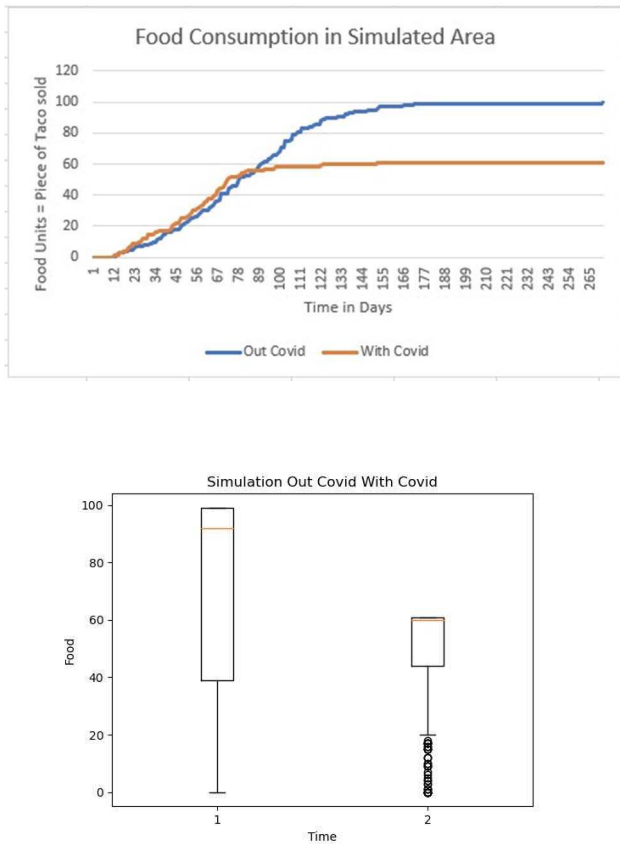 Food Consumption in Simulated Area
120
100
80
60
40
20
0
Food Units = Piece of Taco sold
1 12 23 34 45 56 67 78 89 100 111 122 133 144 155 166 177 188 199 210 221 232 243 254 265
Time in Days
Out Covid With Covid
Simulation Out Covid With Covid
100
80
60
40
20
0
Food
1 2
Time